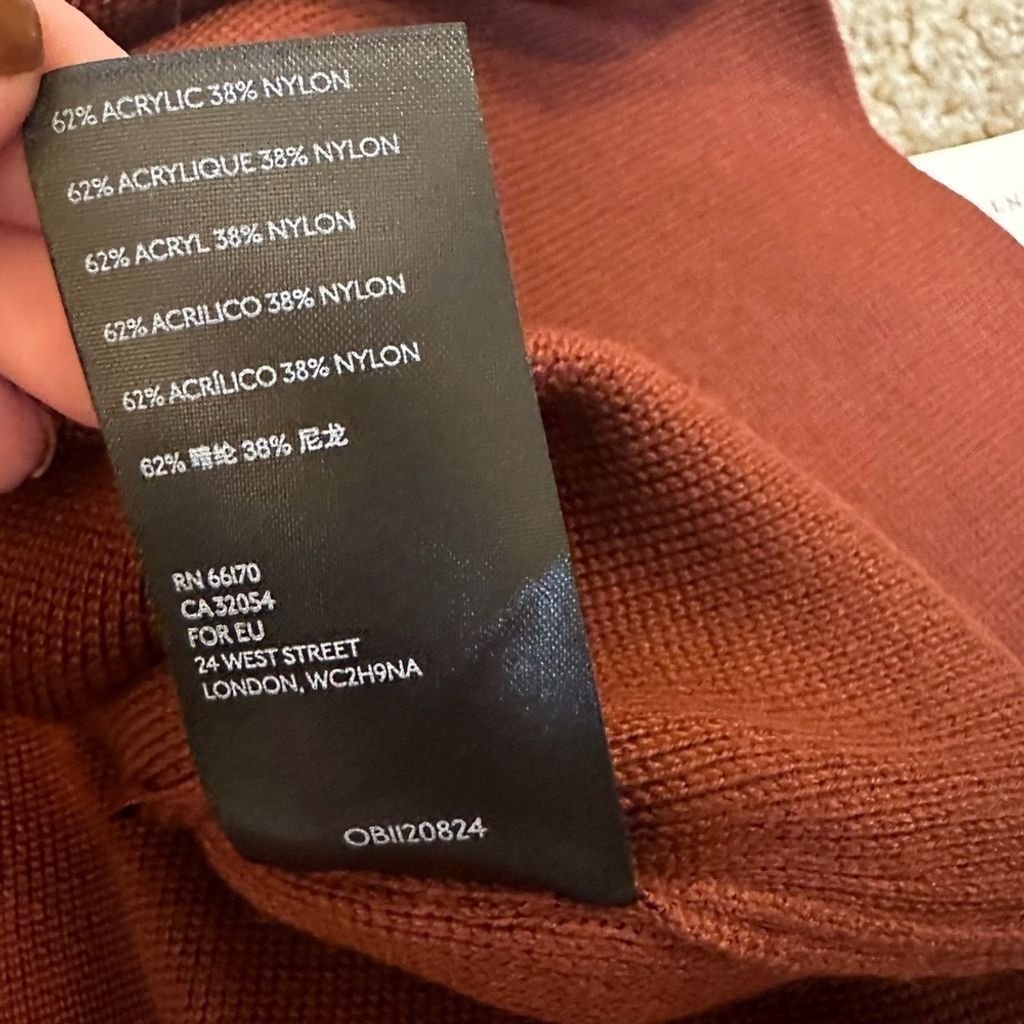 62% ACRYLIC 38% NYLON
62% ACRYLIQUE 38% NYLON
62% ACRYL 38% NYLON
62% ACRILICO 38% NYLON
62% ACRÍLICO 38% NYLON
62% 腈纶 38% 尼龙
RN 66170
CA 32054
FOR EU
24 WEST STREET
LONDON, WC2H9NA
OB1120824